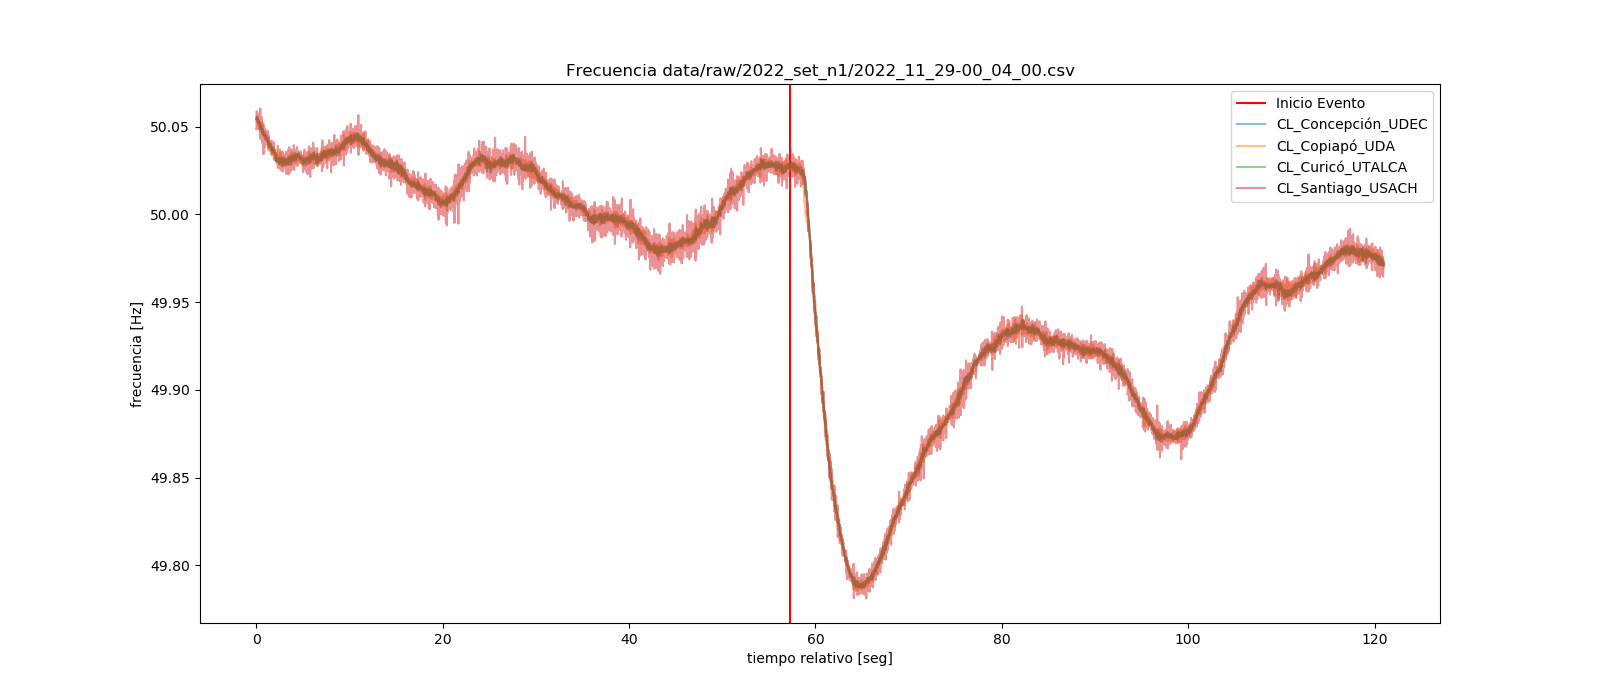 Frecuencia data/raw/2022_set_n1/2022_11_29-00_04_00.csv
Inicio Evento
CL_Concepción_UDEC
CL_Copiapó_UDA
CL_Curicó_UTALCA
CL_Santiago_USACH
frecuencia [Hz]
50.05
50.00
49.95
49.90
49.85
49.80
0 20 40 60 80 100 120
tiempo relativo [seg]